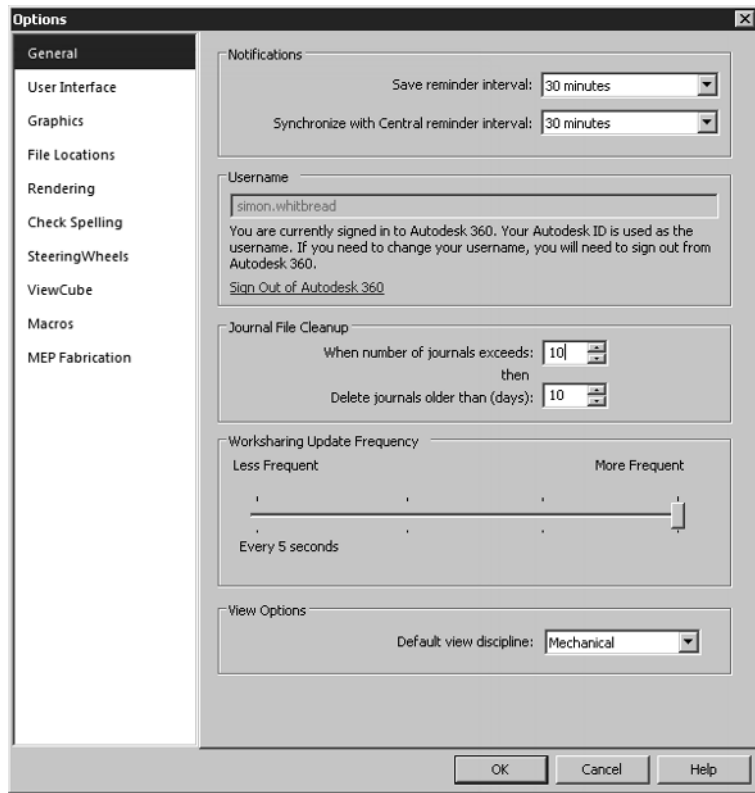 Options
General
User Interface
Graphics
File Locations
Rendering
Check Spelling
SteeringWheels
ViewCube
Macros
MEP Fabrication
Notifications
Save reminder interval: 30 minutes
Synchronize with Central reminder interval: 30 minutes
Username
simon.whitbread
You are currently signed in to Autodesk 360. Your Autodesk ID is used as the
username. If you need to change your username, you will need to sign out from
Autodesk 360.
Sign Out of Autodesk 360
Journal File Cleanup
When number of journals exceeds: 10
then
Delete journals older than (days): 10
Worksharing Update Frequency
Less Frequent More Frequent
Every 5 seconds
View Options
Default view discipline: Mechanical
OK Cancel Help